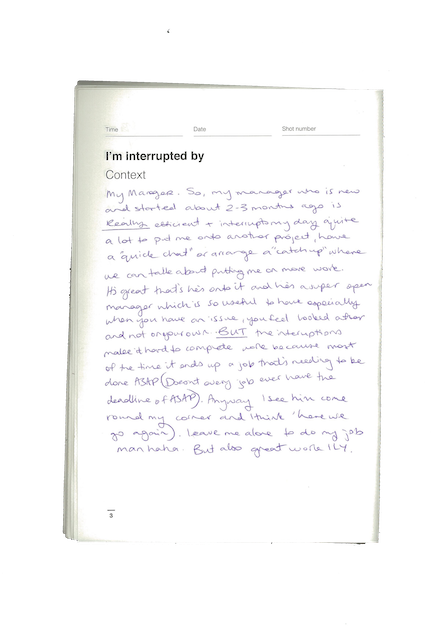 Time Date Shot number
I'm interrupted by
Context
My Manager. So, my manager who is new
and started about 2-3 months ago is
Really efficient + interrupts my day quite
a lot to put me onto another project, have
a "quick chat" or arrange a "catch up" where
we can talk about putting me on more work.
It's great that he's onto it and he's a super open
manager which is so useful to have especially
when you have an issue, you feel looked after
and not on your own. BUT the interuptions
make it hard to complete work because most
of the time it ends up a job that's needing to be
done ASAP (Doesnt every job ever have the
deadline of ASAP). Anyway I see him come
round my corner and I think 'here we
go again'). Leave me alone to do my job
man haha. But also great work ILY.
8